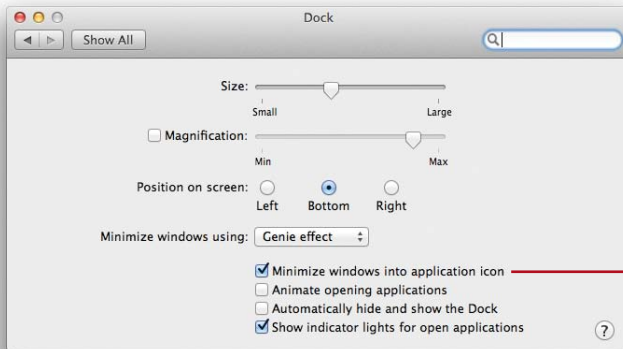 Dock
Show All
Size:
Small Large
Magnification:
Min Max
Position on screen:
Left Bottom Right
Minimize windows using: Genie effect
Minimize windows into application icon
Animate opening applications
Automatically hide and show the Dock
Show indicator lights for open applications
?